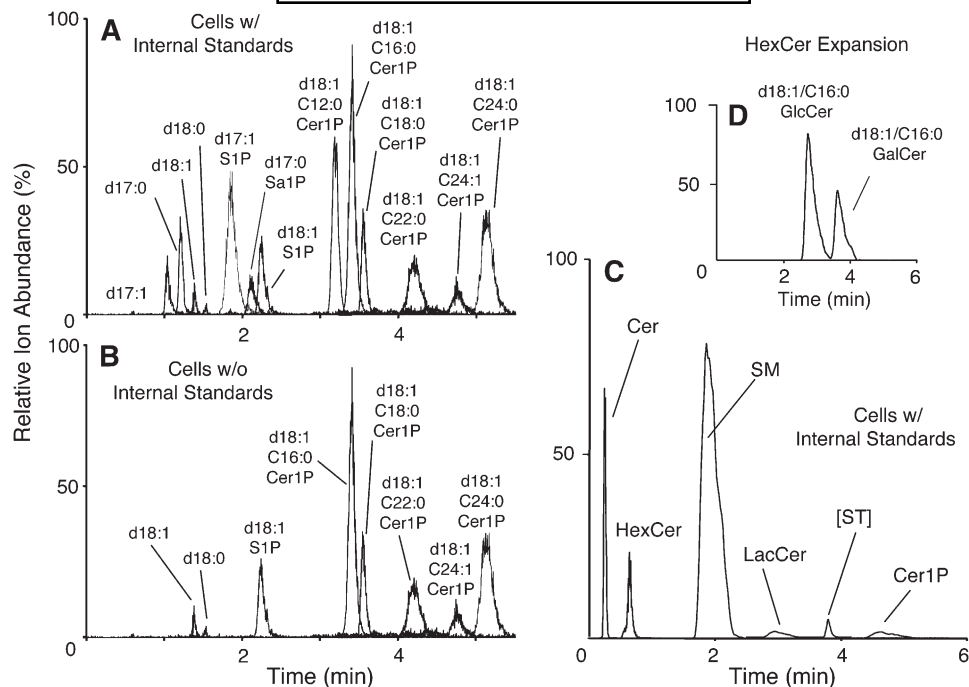 Relative Ion Abundance (%)
A
Cells w/
Internal Standards
100
50
0
2
4
d17:1
d17:0
d18:1
d18:0
d17:1
S1P
d17:0
Sa1P
d18:1
S1P
d18:1
C12:0
Cer1P
d18:1
C16:0
Cer1P
d18:1
C18:0
Cer1P
d18:1
C22:0
Cer1P
d18:1
C24:1
Cer1P
d18:1
C24:0
Cer1P
B
Cells w/o
Internal Standards
100
50
0
2
4
Time (min)
d18:1
d18:0
d18:1
S1P
d18:1
C16:0
Cer1P
d18:1
C18:0
Cer1P
d18:1
C22:0
Cer1P
d18:1
C24:1
Cer1P
d18:1
C24:0
Cer1P
C
100
50
0
2
4
6
Time (min)
Cer
HexCer
SM
LacCer
[ST]
Cer1P
Cells w/
Internal Standards
HexCer Expansion
D
100
50
0
2
4
6
Time (min)
d18:1/C16:0
GlcCer
d18:1/C16:0
GalCer